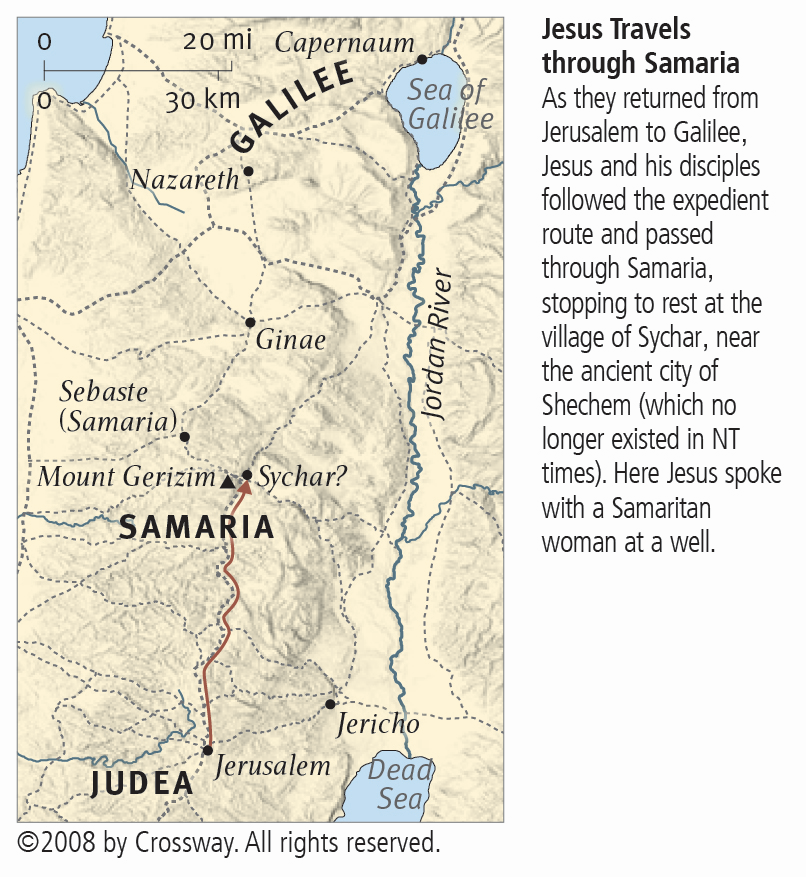 0 20 mi
0 30 km
Capernaum
GALILEE
Sea of
Galilee
Nazareth
Jordan River
Ginae
Sebaste
(Samaria)
Mount Gerizim
Sychar?
SAMARIA
Jericho
Jerusalem
JUDEA
Dead
Sea
©2008 by Crossway. All rights reserved.
Jesus Travels
through Samaria
As they returned from
Jerusalem to Galilee,
Jesus and his disciples
followed the expedient
route and passed
through Samaria,
stopping to rest at the
village of Sychar, near
the ancient city of
Shechem (which no
longer existed in NT
times). Here Jesus spoke
with a Samaritan
woman at a well.